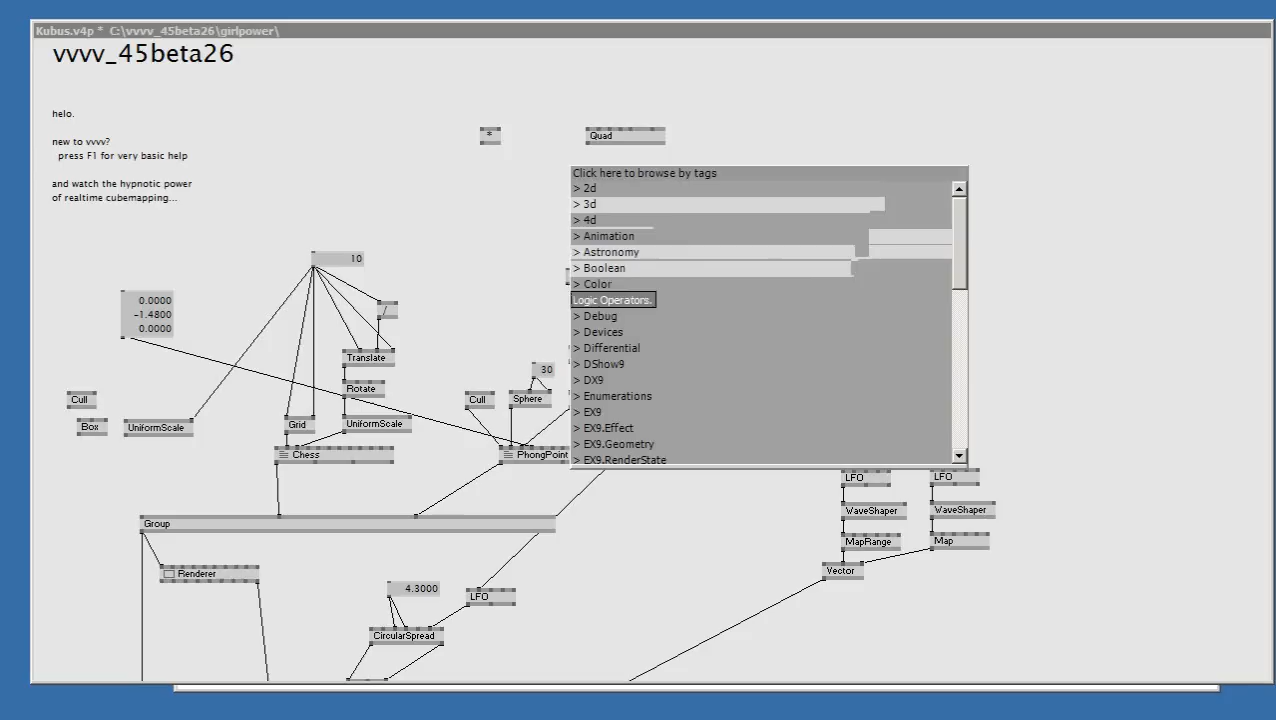 Kubus.v4p * C:\vvvv_45beta26\girlpower\
vvvv_45beta26
helo.
new to vvvv?
press F1 for very basic help
and watch the hypnotic power
of realtime cubemapping...
*
Quad
Click here to browse by tags
> 2d
> 3d
> 4d
> Animation
> Astronomy
> Boolean
> Color
Logic Operators.
> Debug
> Devices
> Differential
> DShow9
> DX9
> Enumerations
> EX9
> EX9.Effect
> EX9.Geometry
> EX9.RenderState
10
0.0000
-1.4800
0.0000
/
Translate
Rotate
30
Cull
Box
UniformScale
Grid
UniformScale
Cull
Sphere
Chess
PhongPoint
LFO
LFO
WaveShaper
WaveShaper
MapRange
Map
Vector
Group
Renderer
4.3000
LFO
CircularSpread